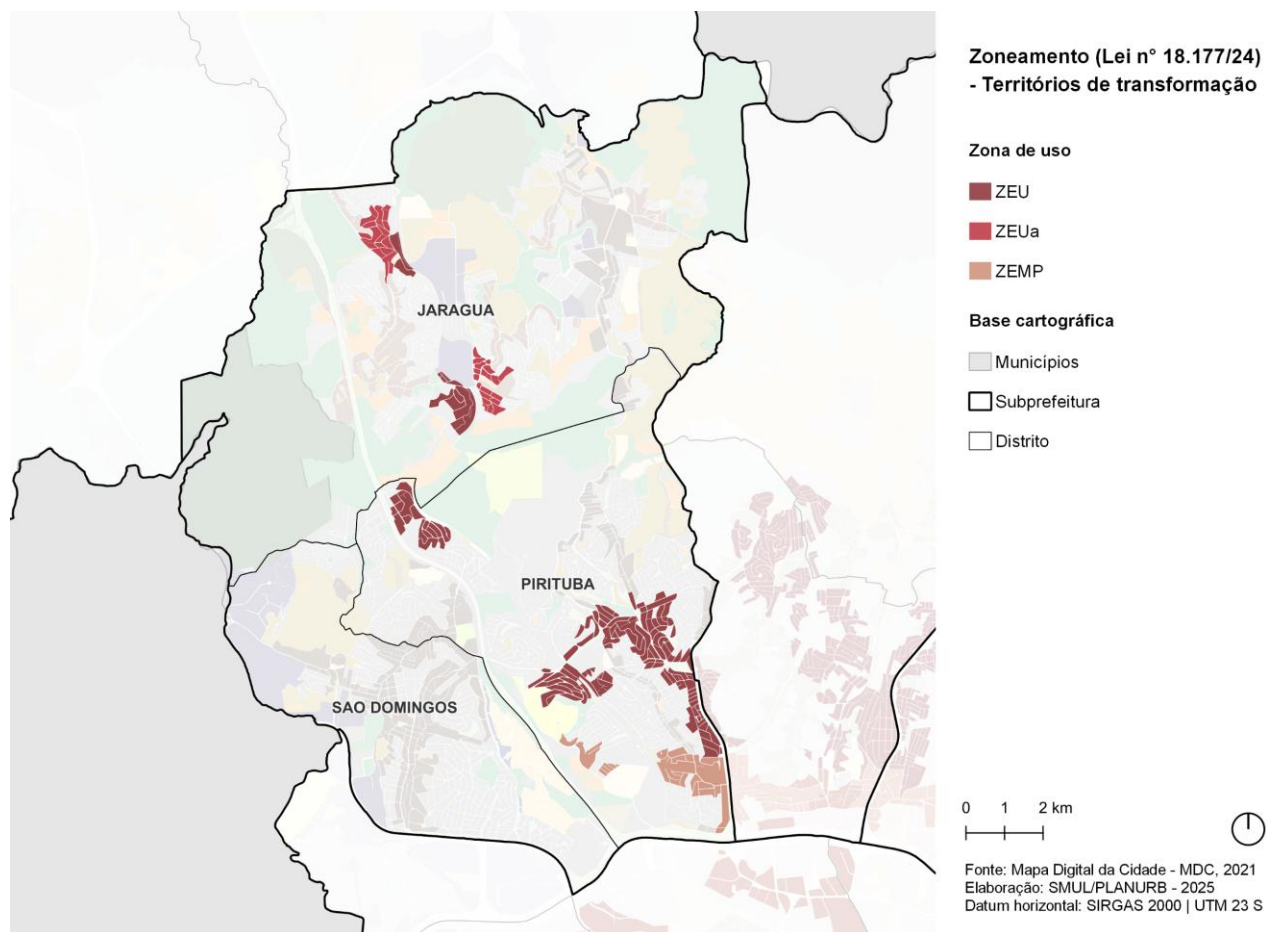 Zoneamento (Lei n° 18.177/24)
- Territórios de transformação
Zona de uso
ZEU
ZEUa
ZEMP
Base cartográfica
Municípios
Subprefeitura
Distrito
JARAGUA
PIRITUBA
SAO DOMINGOS
0 1 2 km
Fonte: Mapa Digital da Cidade - MDC, 2021
Elaboração: SMUL/PLANURB - 2025
Datum horizontal: SIRGAS 2000 | UTM 23 S